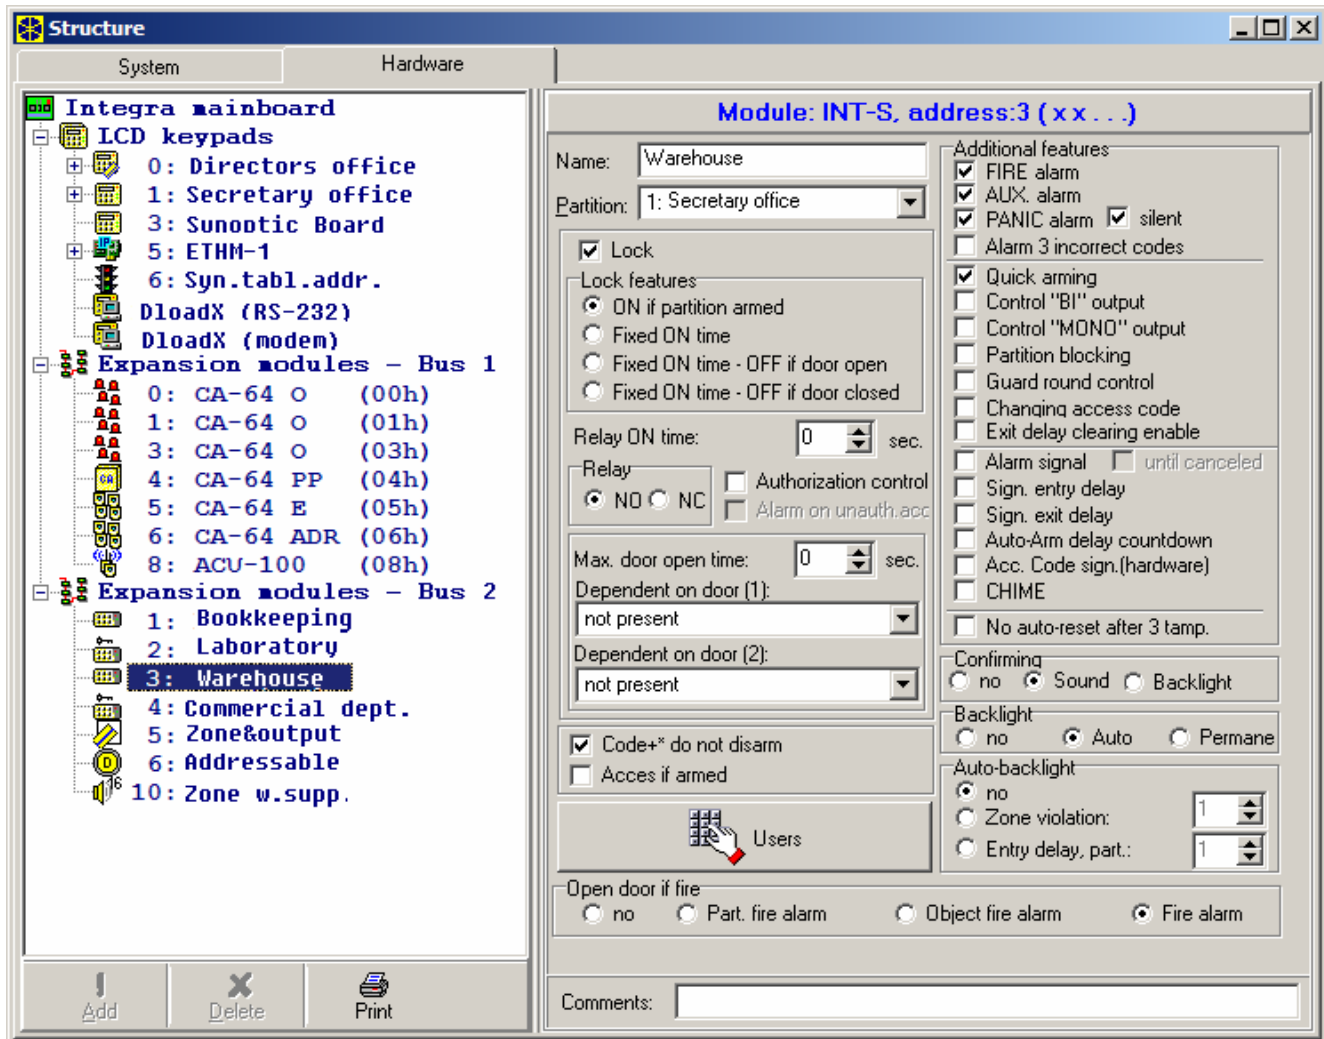 Structure
System
Hardware
Integra mainboard
LCD keypads
0: Directors office
1: Secretary office
3: Sunoptic Board
5: ETHM-1
6: Syn.tabl.addr.
DloadX (RS-232)
DloadX (modem)
Expansion modules - Bus 1
0: CA-64 O (00h)
1: CA-64 O (01h)
3: CA-64 O (03h)
4: CA-64 PP (04h)
5: CA-64 E (05h)
6: CA-64 ADR (06h)
8: ACU-100 (08h)
Expansion modules - Bus 2
1: Bookkeeping
2: Laboratory
3: Warehouse
4: Commercial dept.
5: Zone&output
6: Addressable
10: Zone w.supp.
Add
Delete
Print
Module: INT-S, address:3 ( x x . . .)
Name: Warehouse
Partition: 1: Secretary office
Lock
Lock features
ON if partition armed
Fixed ON time
Fixed ON time - OFF if door open
Fixed ON time - OFF if door closed
Relay ON time: 0 sec.
Relay
NO NC
Authorization control
Alarm on unauth.acc
Max. door open time: 0 sec.
Dependent on door (1):
not present
Dependent on door (2):
not present
Code+* do not disarm
Acces if armed
Users
Additional features
FIRE alarm
AUX. alarm
PANIC alarm silent
Alarm 3 incorrect codes
Quick arming
Control "BI" output
Control "MONO" output
Partition blocking
Guard round control
Changing access code
Exit delay clearing enable
Alarm signal until canceled
Sign. entry delay
Sign. exit delay
Auto-Arm delay countdown
Acc. Code sign.(hardware)
CHIME
No auto-reset after 3 tamp.
Confirming
no Sound Backlight
Backlight
no Auto Permane
Auto-backlight
no
Zone violation: 1
Entry delay, part.: 1
Open door if fire
no Part. fire alarm Object fire alarm Fire alarm
Comments: